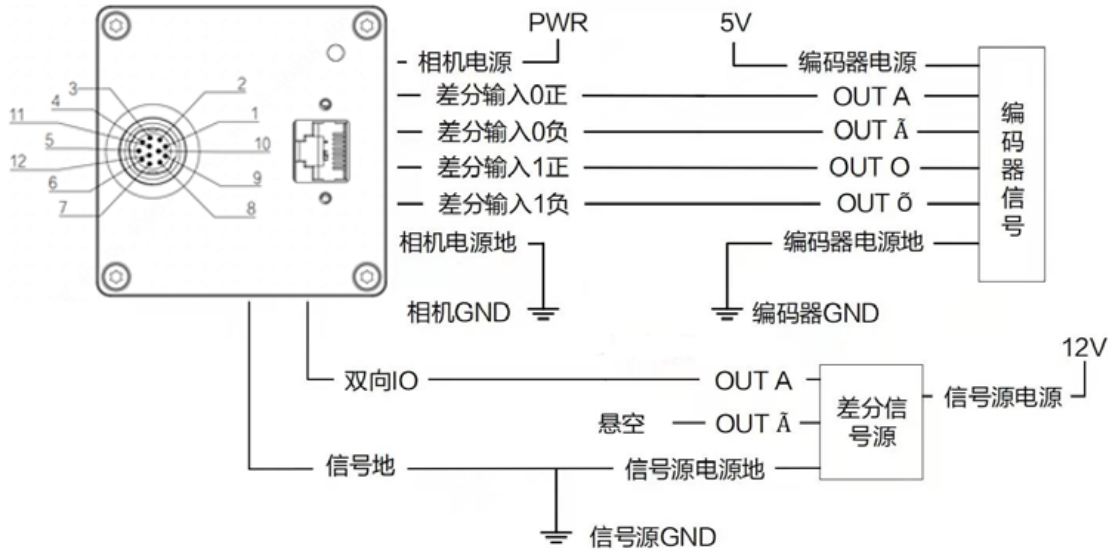 PWR
5V
相机电源
编码器电源
差分输入0正
OUT A
差分输入0负
OUT Ã
差分输入1正
OUT O
差分输入1负
OUT Õ
相机电源地
编码器电源地
编码器信号
相机GND
编码器GND
3
2
4
1
11
5
10
12
6
9
7
8
12V
双向IO
OUT A
悬空
OUT Ã
差分信
号源
信号源电源
信号地
信号源电源地
信号源GND